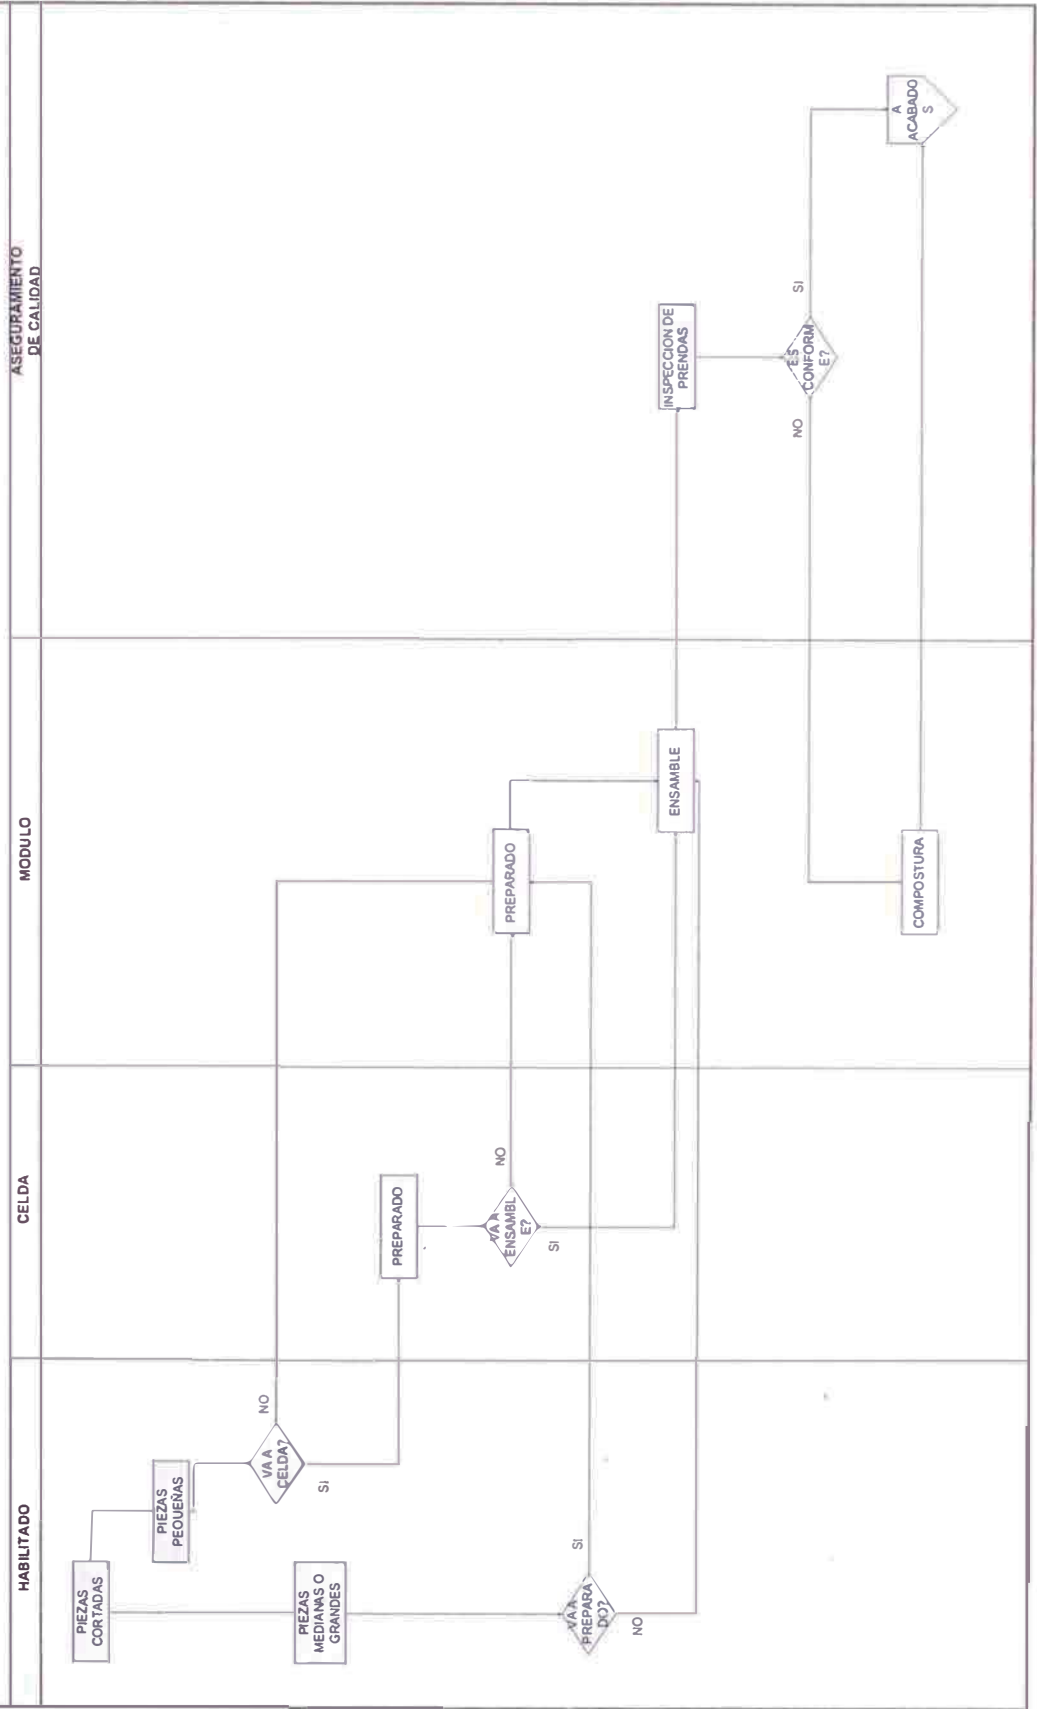 HABILITADO
CELDA
MODULO
ASEGURAMIENTO
DE CALIDAD
PIEZAS
CORTADAS
PIEZAS
PEQUEÑAS
VA A
CELDA?
NO
SI
PIEZAS
MEDIANAS O
GRANDES
PREPARADO
VA A
ENSAMBL
E?
NO
SI
PREPARADO
VA A
PREPARA
DO?
SI
NO
ENSAMBLE
INSPECCION DE
PRENDAS
ES
CONFORM
E?
NO
SI
COMPOSTURA
A
ACABADO
S